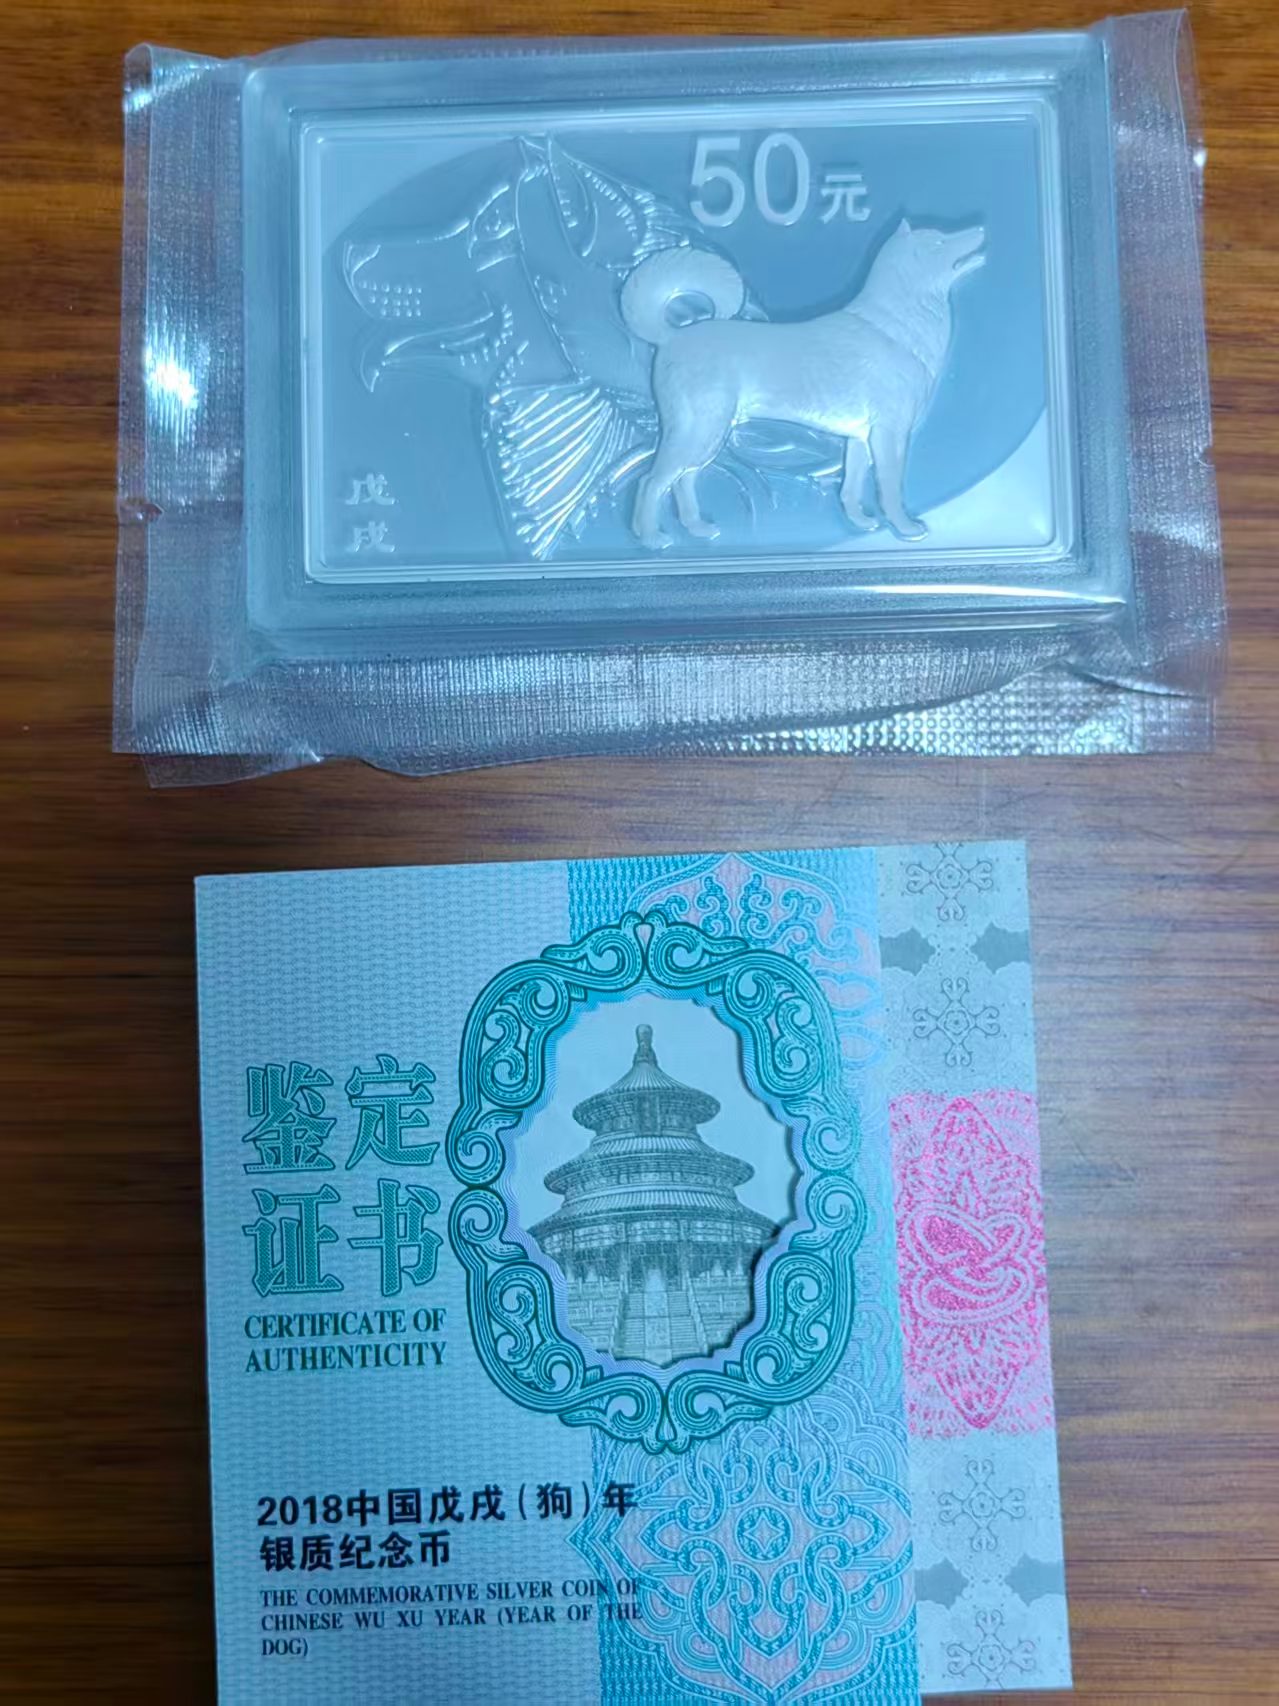 50元
戊
戌
鉴定
证书
CERTIFICATE OF
AUTHENTICITY
2018中国戊戌(狗)年
银质纪念币
THE COMMEMORATIVE SILVER COIN OF
CHINESE WU XU YEAR (YEAR OF THE
DOG)